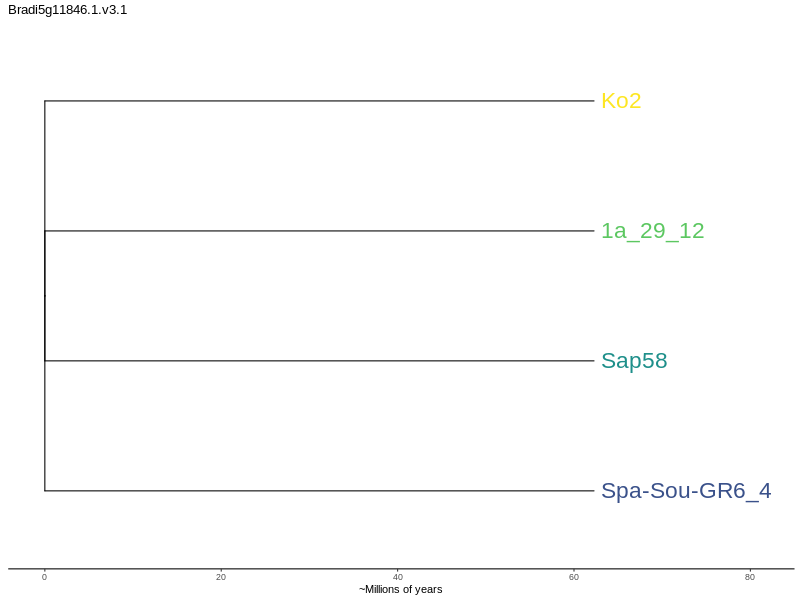 Bradi5g11846.1.v3.1
Ko2
1a_29_12
Sap58
Spa-Sou-GR6_4
0 20 40 60 80
~Millions of years